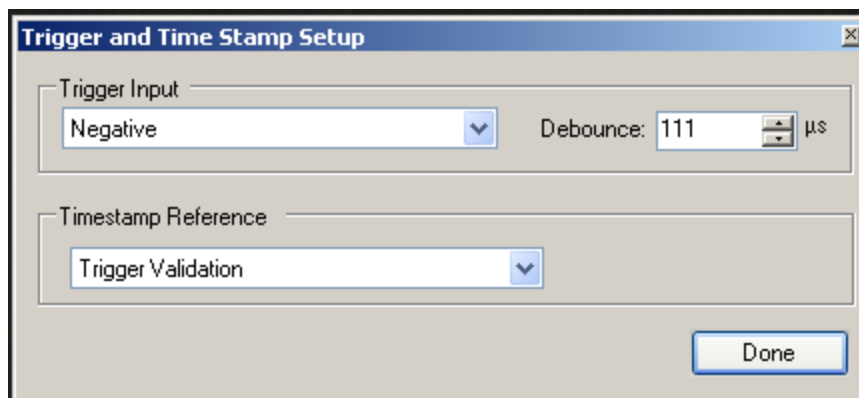 Trigger and Time Stamp Setup
Trigger Input
Negative
Debounce: 111 µs
Timestamp Reference
Trigger Validation
Done